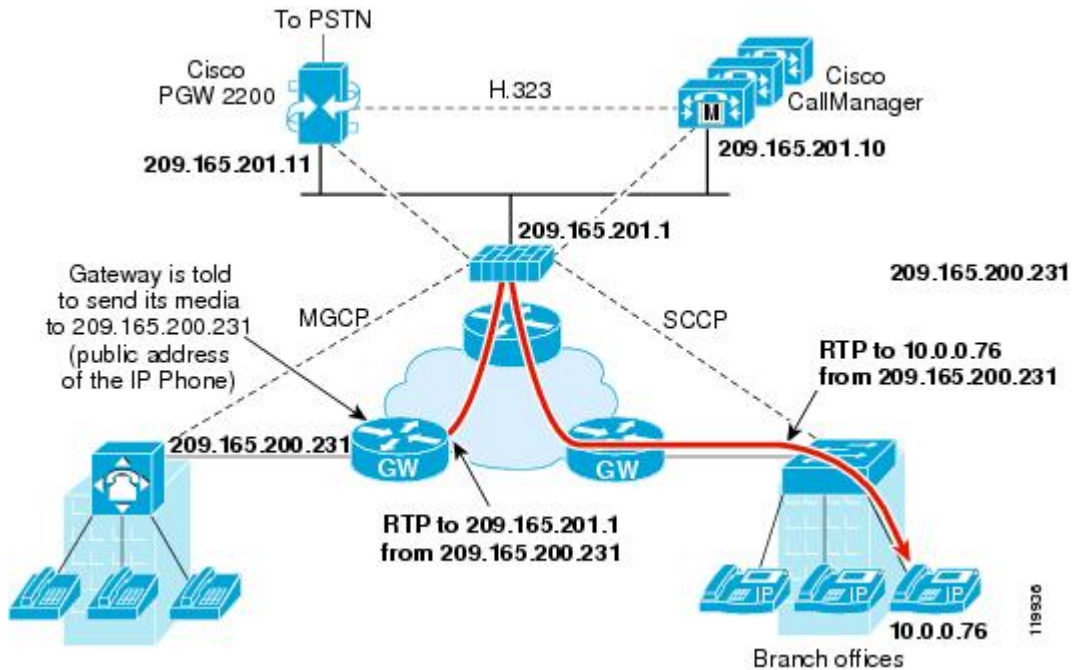 To PSTN
Cisco
PGW 2200
H.323
M
Cisco
CallManager
209.165.201.11
209.165.201.10
209.165.201.1
Gateway is told
to send its media
to 209.165.200.231
(public address
of the IP Phone)
MGCP
SCCP
209.165.200.231
RTP to 10.0.0.76
from 209.165.200.231
209.165.200.231
GW
GW
RTP to 209.165.201.1
from 209.165.200.231
IP
IP
IP
10.0.0.76
Branch offices
119936